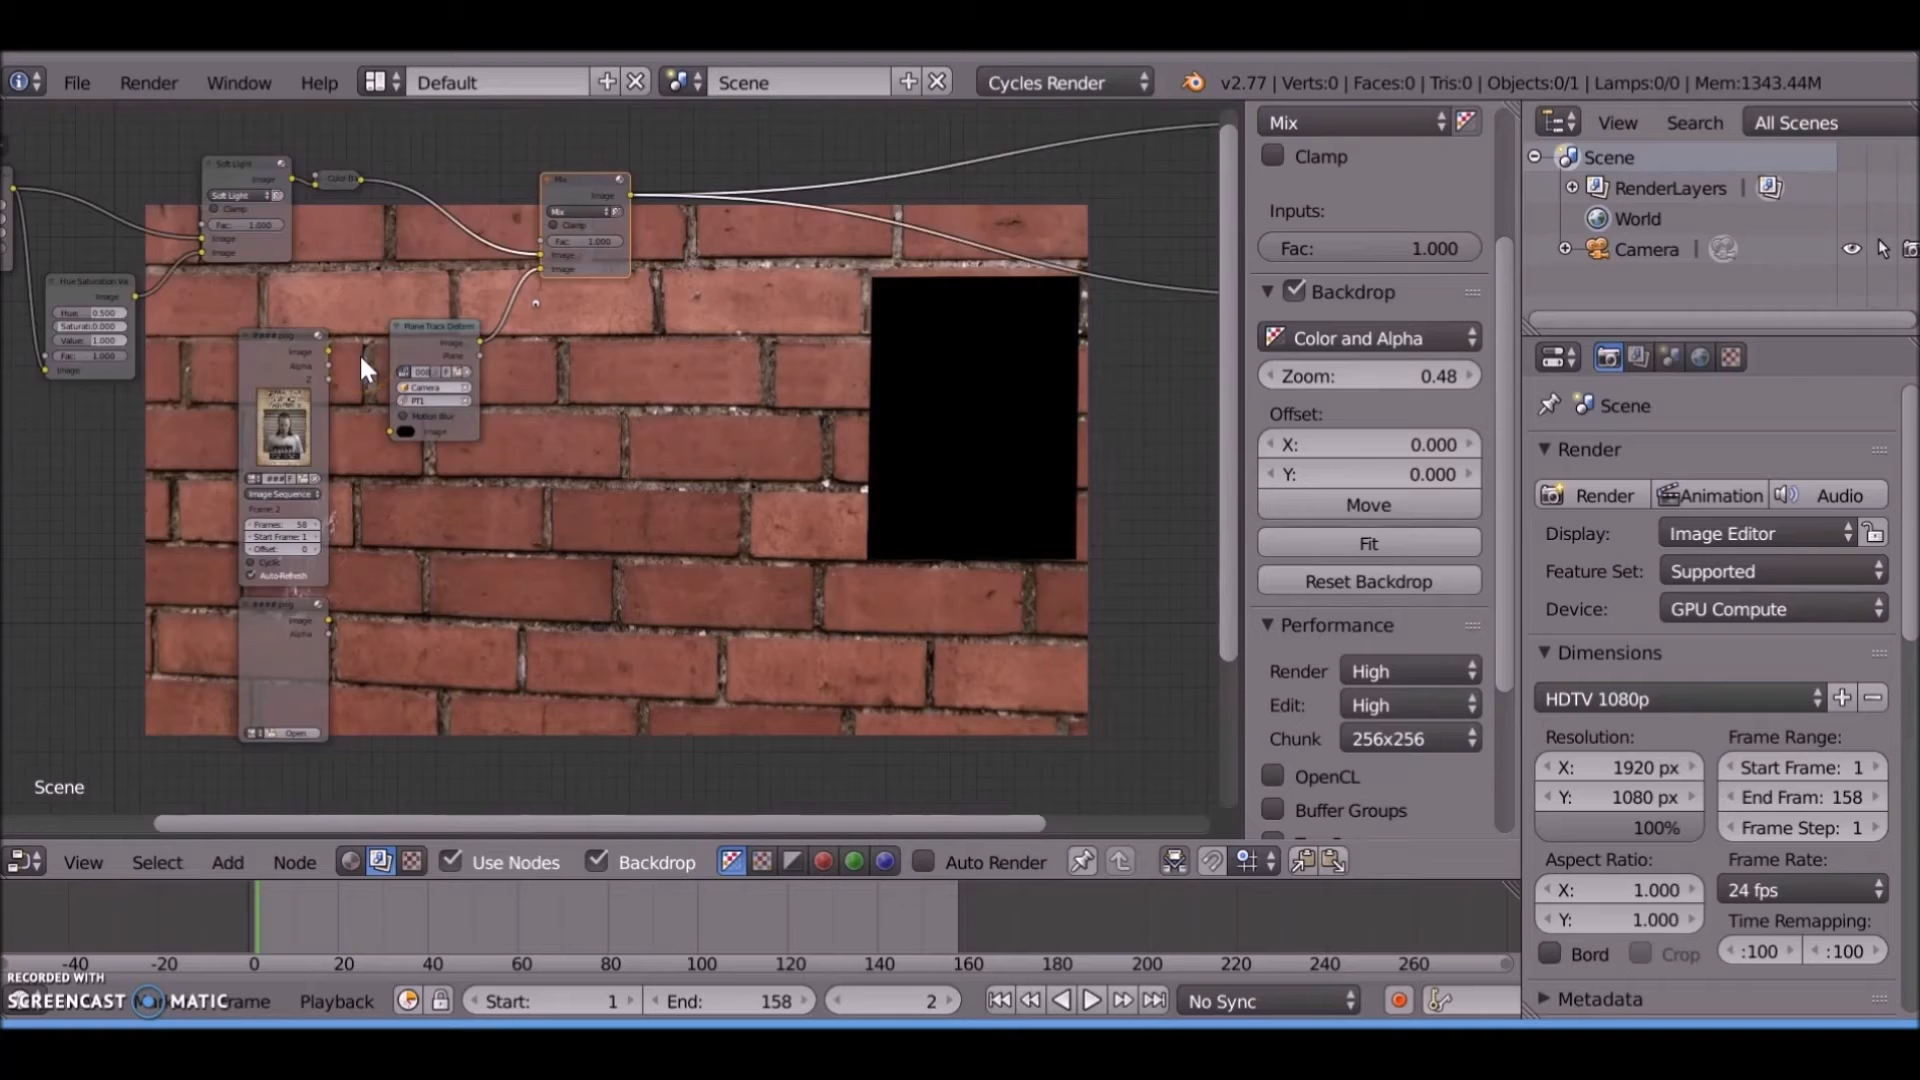 File Render Window Help Default Scene Cycles Render v2.77 | Verts:0 | Faces:0 | Tris:0 | Objects:0/1 | Lamps:0/0 | Mem:1343.44M
Mix
Clamp
Inputs:
Fac: 1.000
Backdrop
Color and Alpha
Zoom: 0.48
Offset:
X: 0.000
Y: 0.000
Move
Fit
Reset Backdrop
Performance
Render High
Edit: High
Chunk 256x256
OpenCL
Buffer Groups
View Search All Scenes
Scene
RenderLayers |
World
Camera |
Scene
Render
Render Animation Audio
Display: Image Editor
Feature Set: Supported
Device: GPU Compute
Dimensions
HDTV 1080p
Resolution: Frame Range:
X: 1920 px Start Frame: 1
Y: 1080 px End Fram: 158
100% Frame Step: 1
Aspect Ratio: Frame Rate:
X: 1.000 24 fps
Y: 1.000 Time Remapping:
Bord Crop :100 :100
Metadata
Soft Light
Image
Soft Light
Clamp
Fac: 1.000
Image
Image
Color
Mix
Image
Mix
Clamp
Fac: 1.000
Image
Image
Hue Saturation Va
Image
Hue: 0.500
Saturati:0.000
Value: 1.000
Fac: 1.000
Image
Image
Alpha
Z
Image Sequence
Frame: 2
Frames: 58
Start Frame: 1
Offset: 0
Cyclic
Auto-Refresh
Plane Track Deform
Image
Plane
Camera
PT1
Motion Blur
Image
####.png
Image
Alpha
Open
Scene
View Select Add Node Use Nodes Backdrop Auto Render
-40 -20 0 20 40 60 80 100 120 140 160 180 200 220 240 260
RECORDED WITH
SCREENCAST MATIC
Frame Playback Start: 1 End: 158 2 No Sync